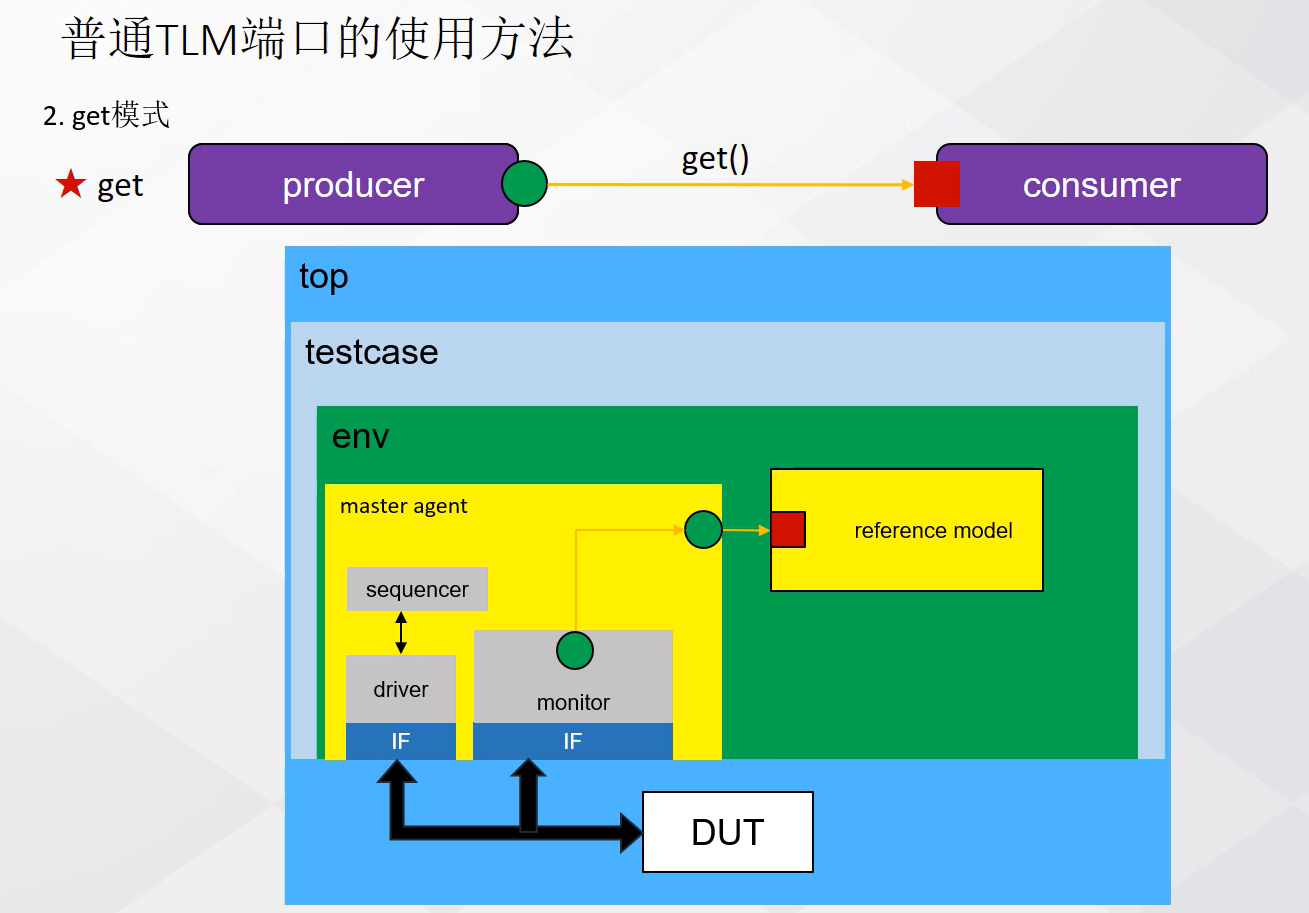 普通TLM端口的使用方法
2. get模式
★ get
producer
get()
consumer
top
testcase
env
master agent
reference model
sequencer
driver
monitor
IF
IF
DUT